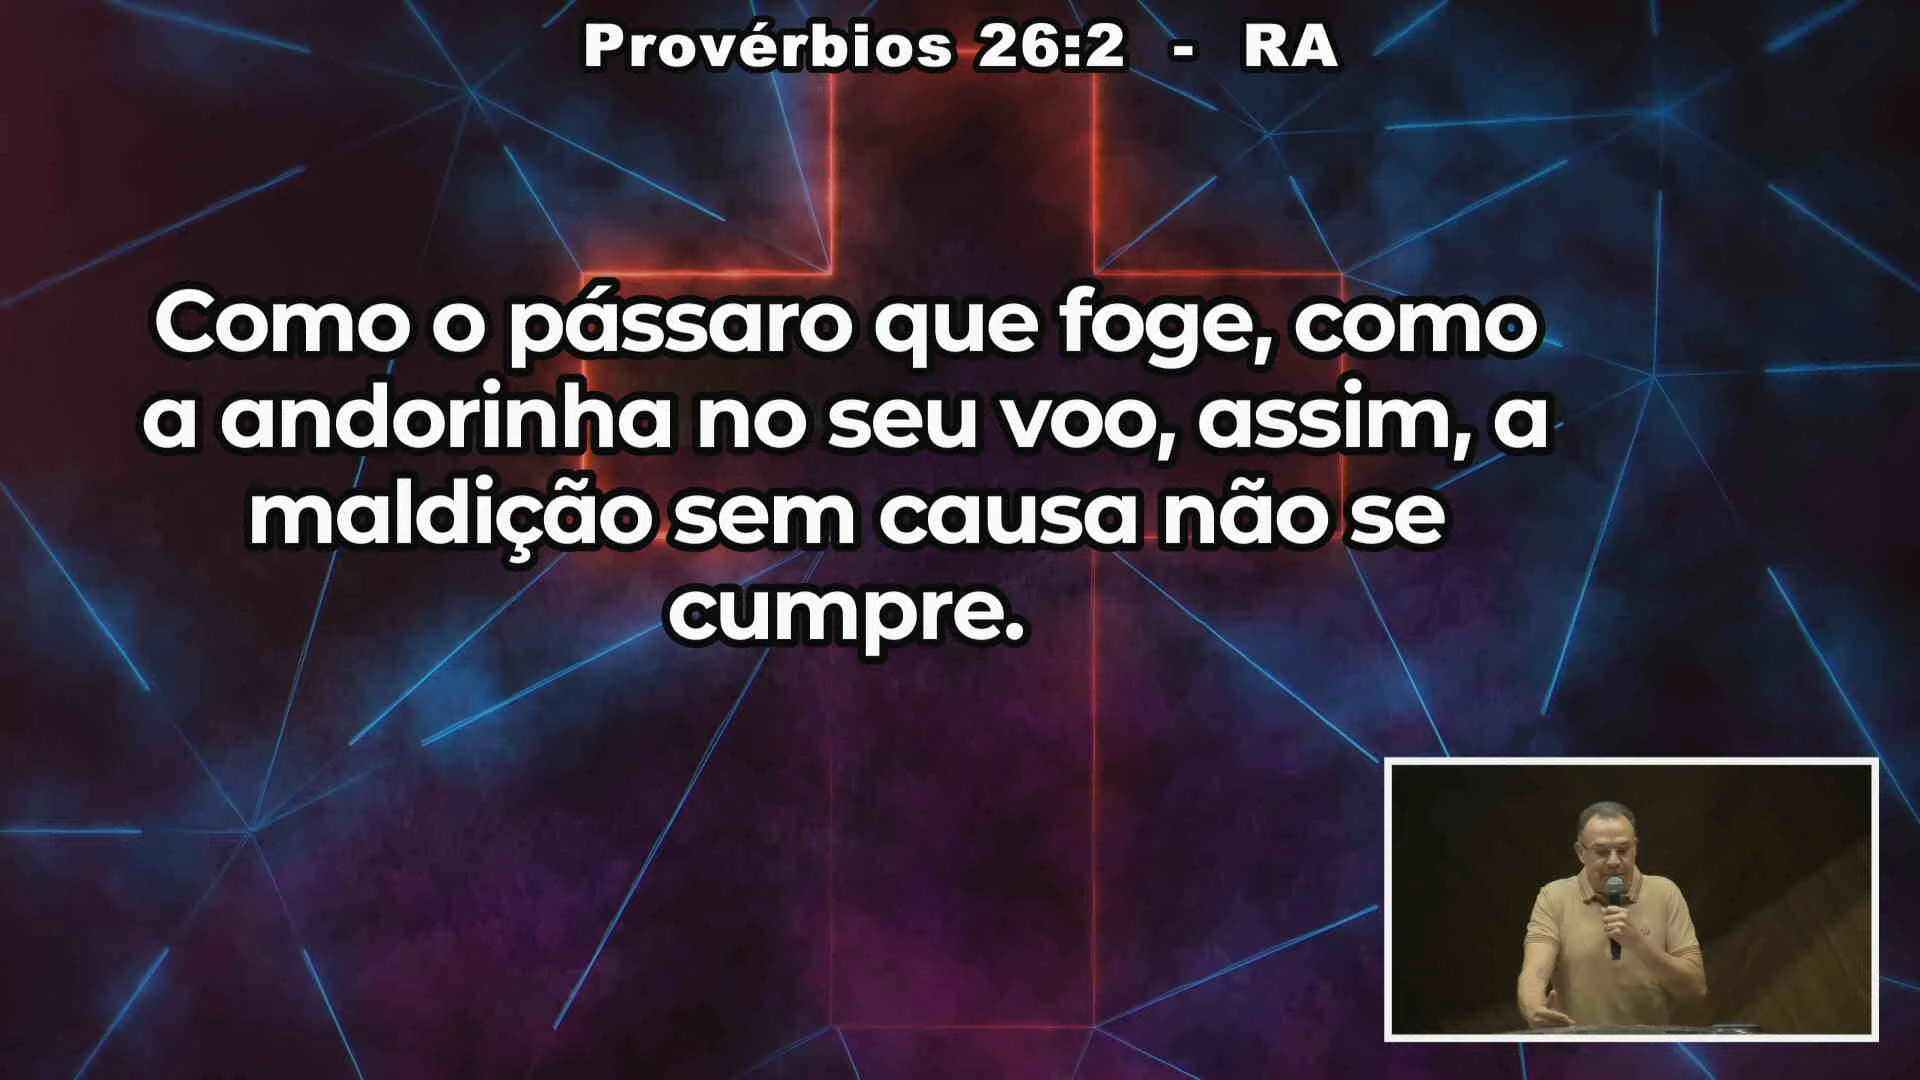 Provérbios 26:2 - RA
Como o pássaro que foge, como
a andorinha no seu voo, assim, a
maldição sem causa não se
cumpre.